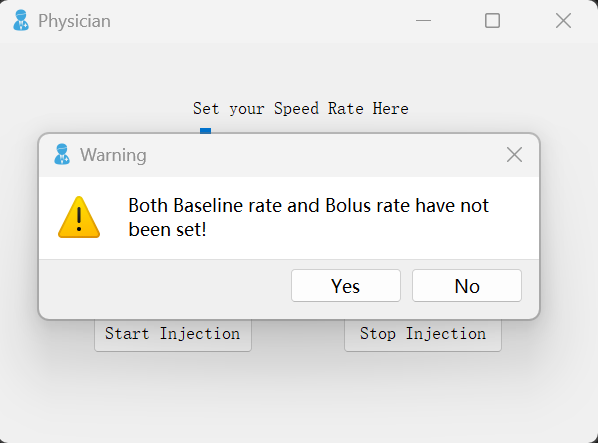 Physician
Set your Speed Rate Here
Warning
Both Baseline rate and Bolus rate have not
been set!
Yes
No
Start Injection
Stop Injection